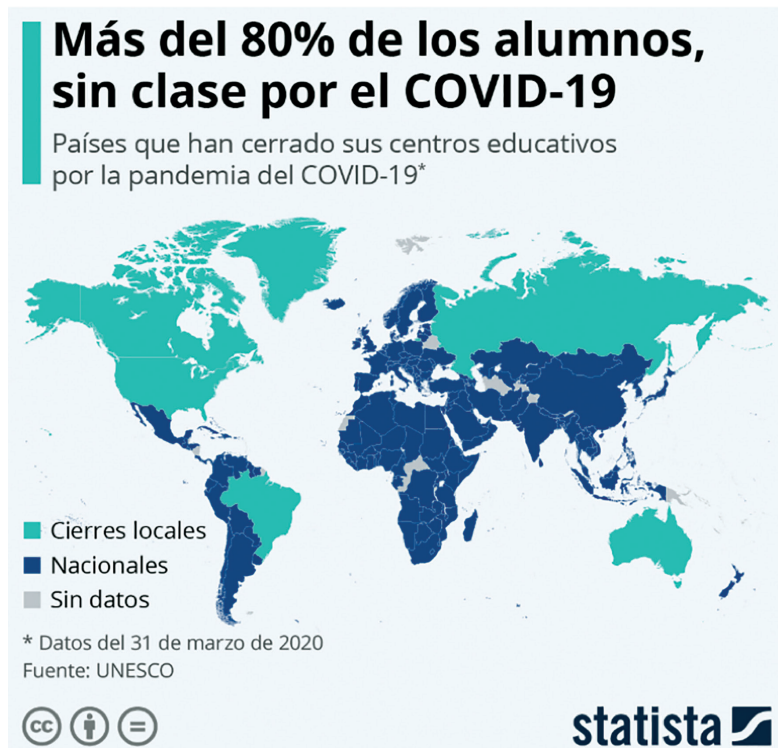 Más del 80% de los alumnos,
sin clase por el COVID-19
Países que han cerrado sus centros educativos
por la pandemia del COVID-19*
Cierres locales
Nacionales
Sin datos
* Datos del 31 de marzo de 2020
Fuente: UNESCO
cc
statista